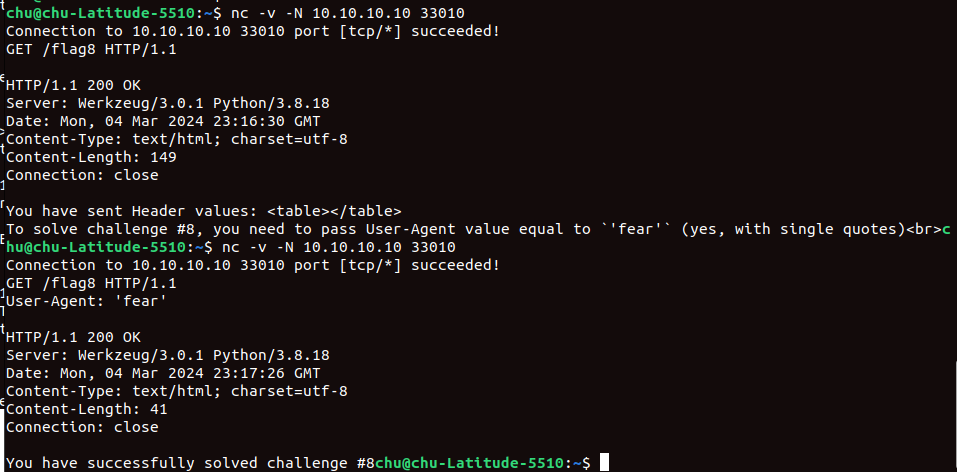 chu@chu-Latitude-5510:~$ nc -v -N 10.10.10.10 33010
Connection to 10.10.10.10 33010 port [tcp/*] succeeded!
GET /flag8 HTTP/1.1

HTTP/1.1 200 OK
Server: Werkzeug/3.0.1 Python/3.8.18
Date: Mon, 04 Mar 2024 23:16:30 GMT
Content-Type: text/html; charset=utf-8
Content-Length: 149
Connection: close

You have sent Header values: <table></table>
To solve challenge #8, you need to pass User-Agent value equal to `'fear'` (yes, with single quotes)<br>c
hu@chu-Latitude-5510:~$ nc -v -N 10.10.10.10 33010
Connection to 10.10.10.10 33010 port [tcp/*] succeeded!
GET /flag8 HTTP/1.1
User-Agent: 'fear'

HTTP/1.1 200 OK
Server: Werkzeug/3.0.1 Python/3.8.18
Date: Mon, 04 Mar 2024 23:17:26 GMT
Content-Type: text/html; charset=utf-8
Content-Length: 41
Connection: close

You have successfully solved challenge #8chu@chu-Latitude-5510:~$